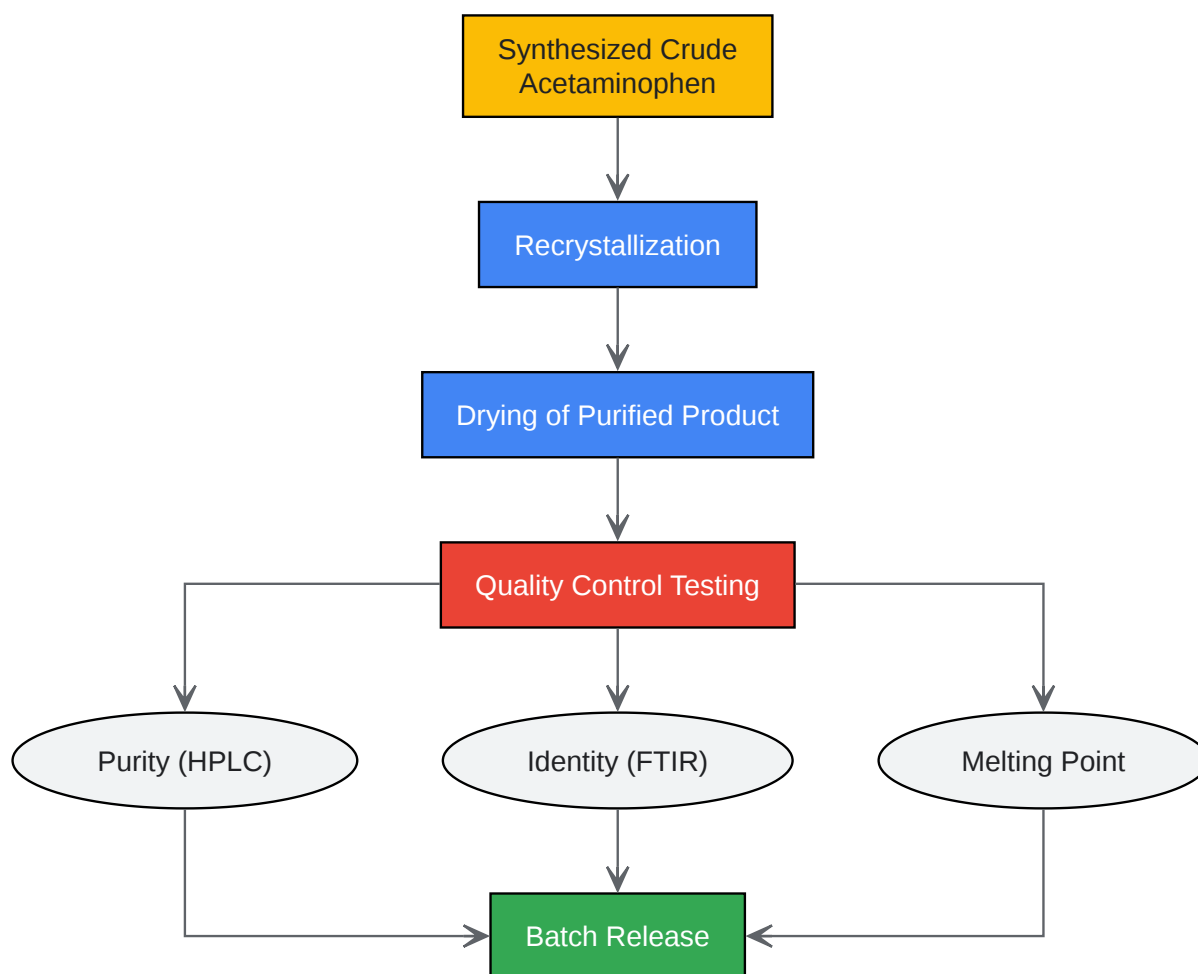 Synthesized Crude
Acetaminophen
Recrystallization
Drying of Purified Product
Quality Control Testing
Purity (HPLC)
Identity (FTIR)
Melting Point
Batch Release